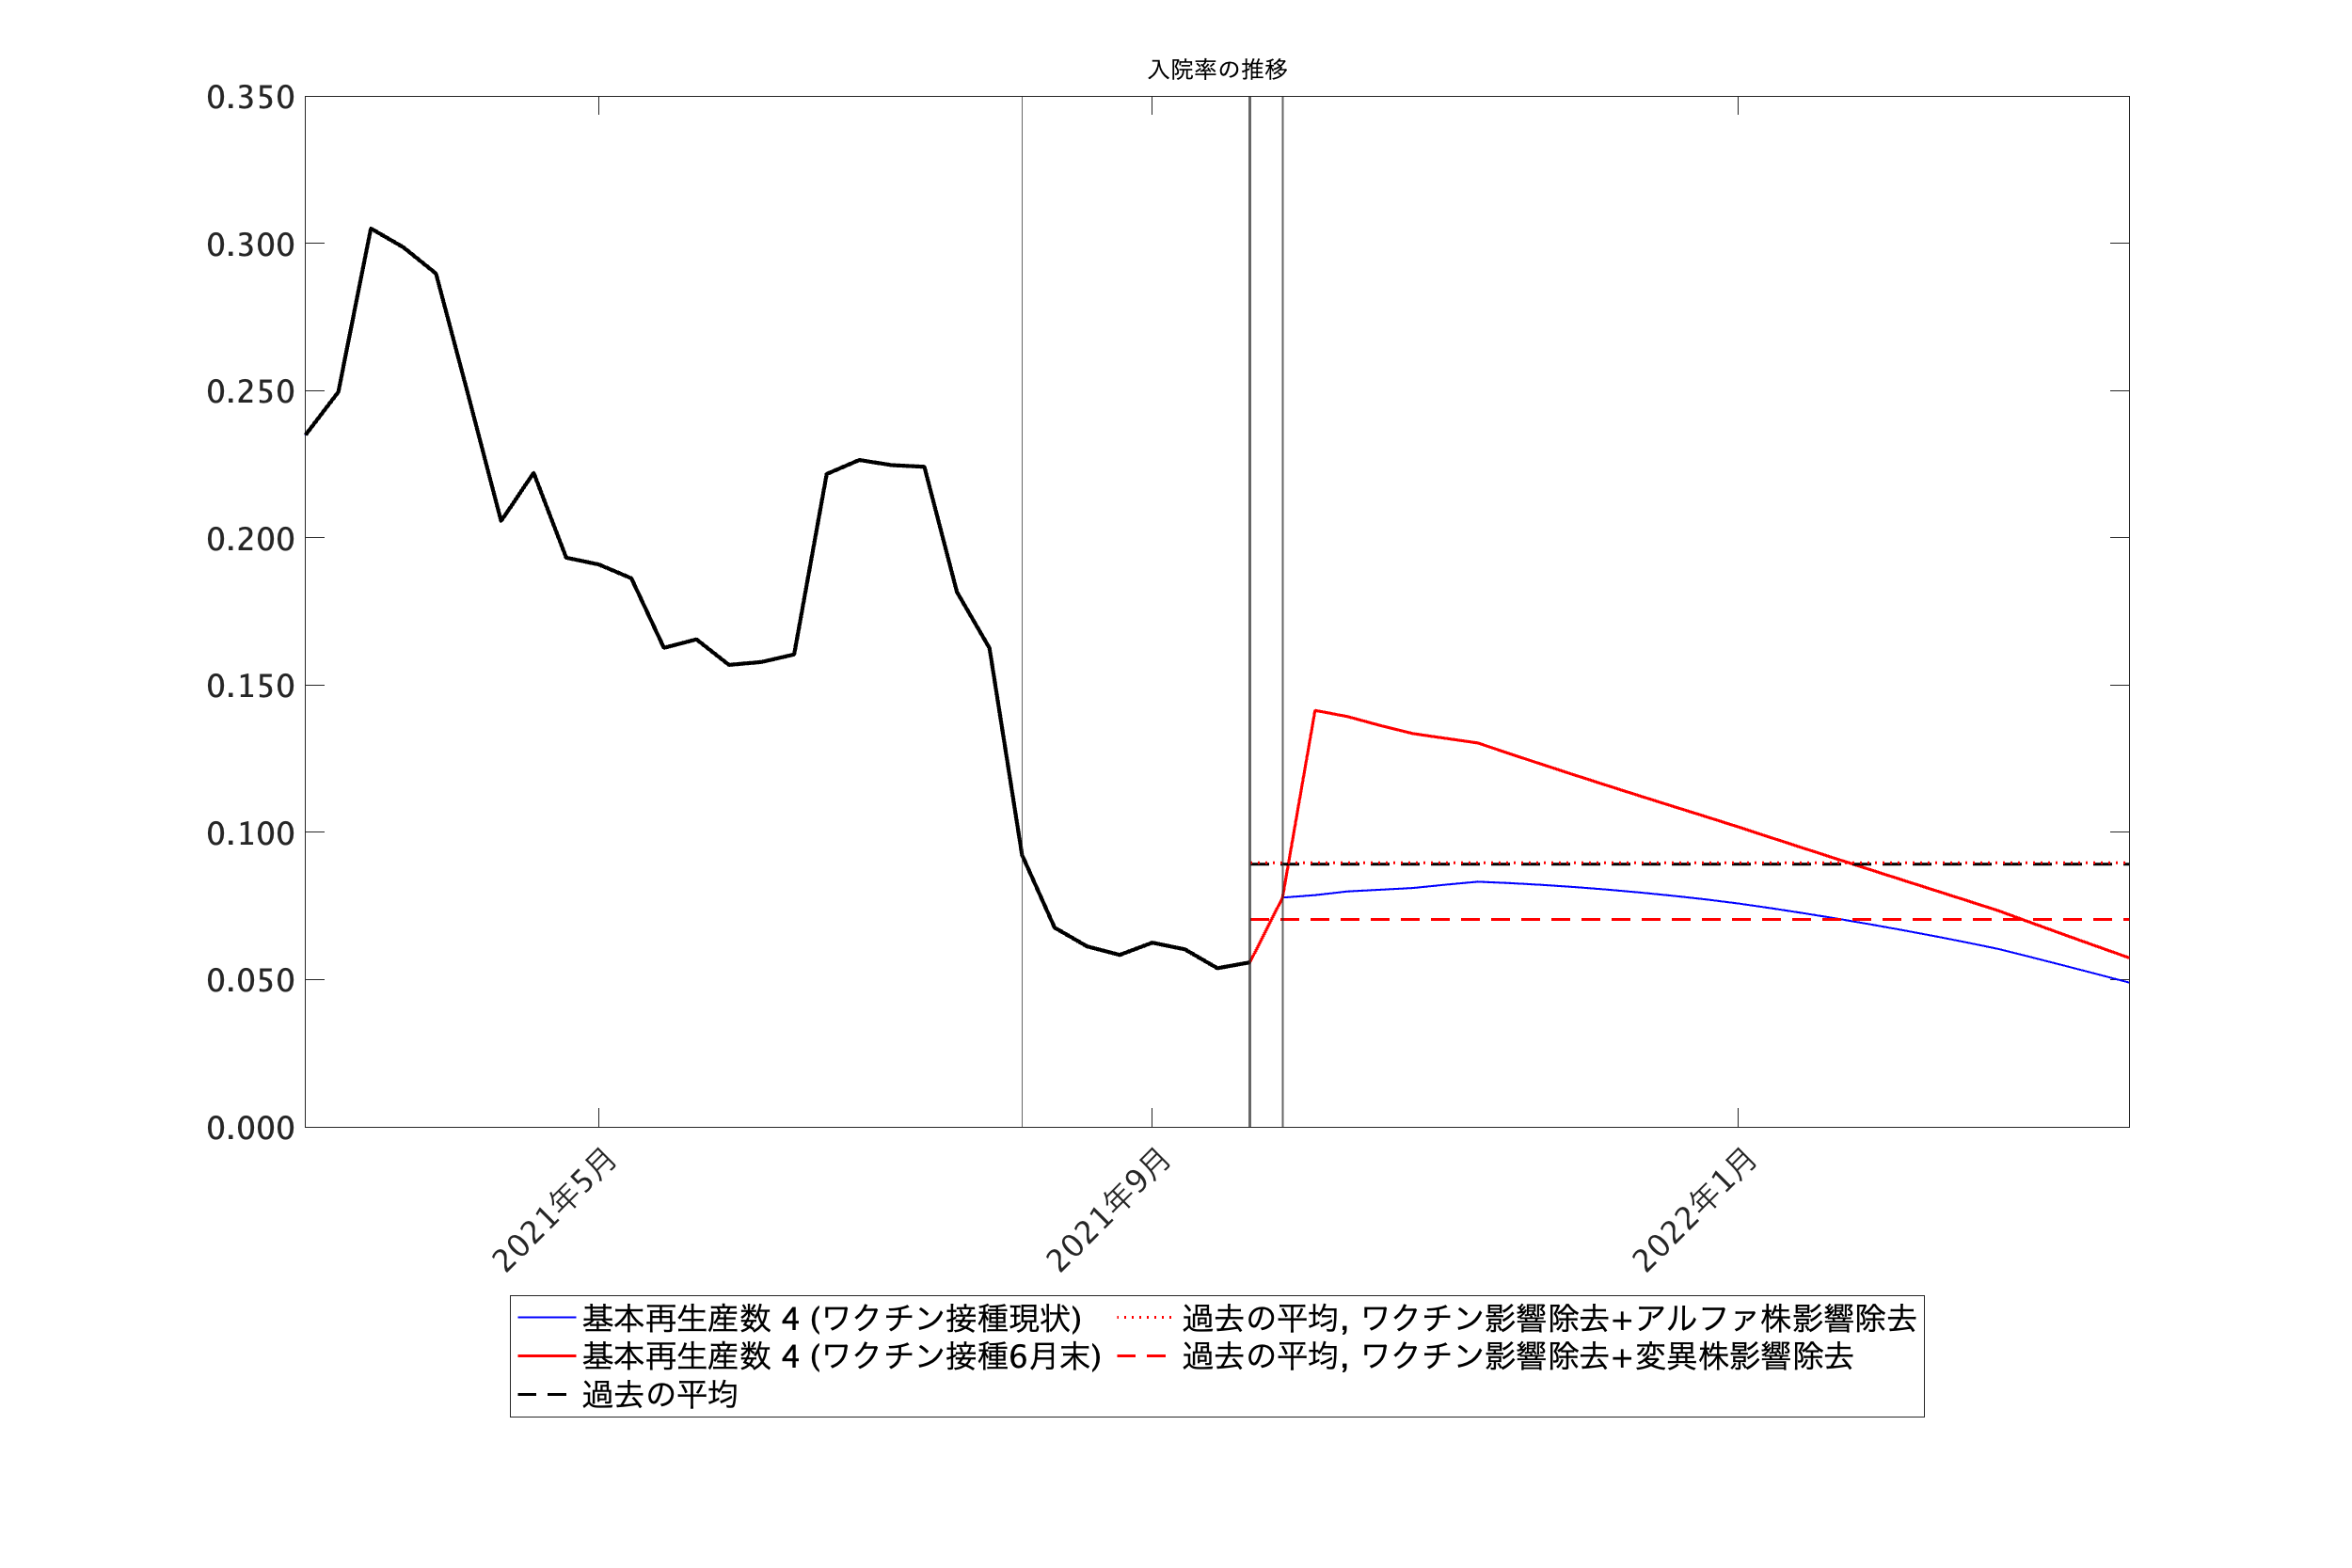 入院率の推移
0.350
0.300
0.250
0.200
0.150
0.100
0.050
0.000
2021年5月
2021年9月
2022年1月
基本再生産数 4 (ワクチン接種現状)
基本再生産数 4 (ワクチン接種6月末)
過去の平均
過去の平均, ワクチン影響除去+アルファ株影響除去
過去の平均, ワクチン影響除去+変異株影響除去